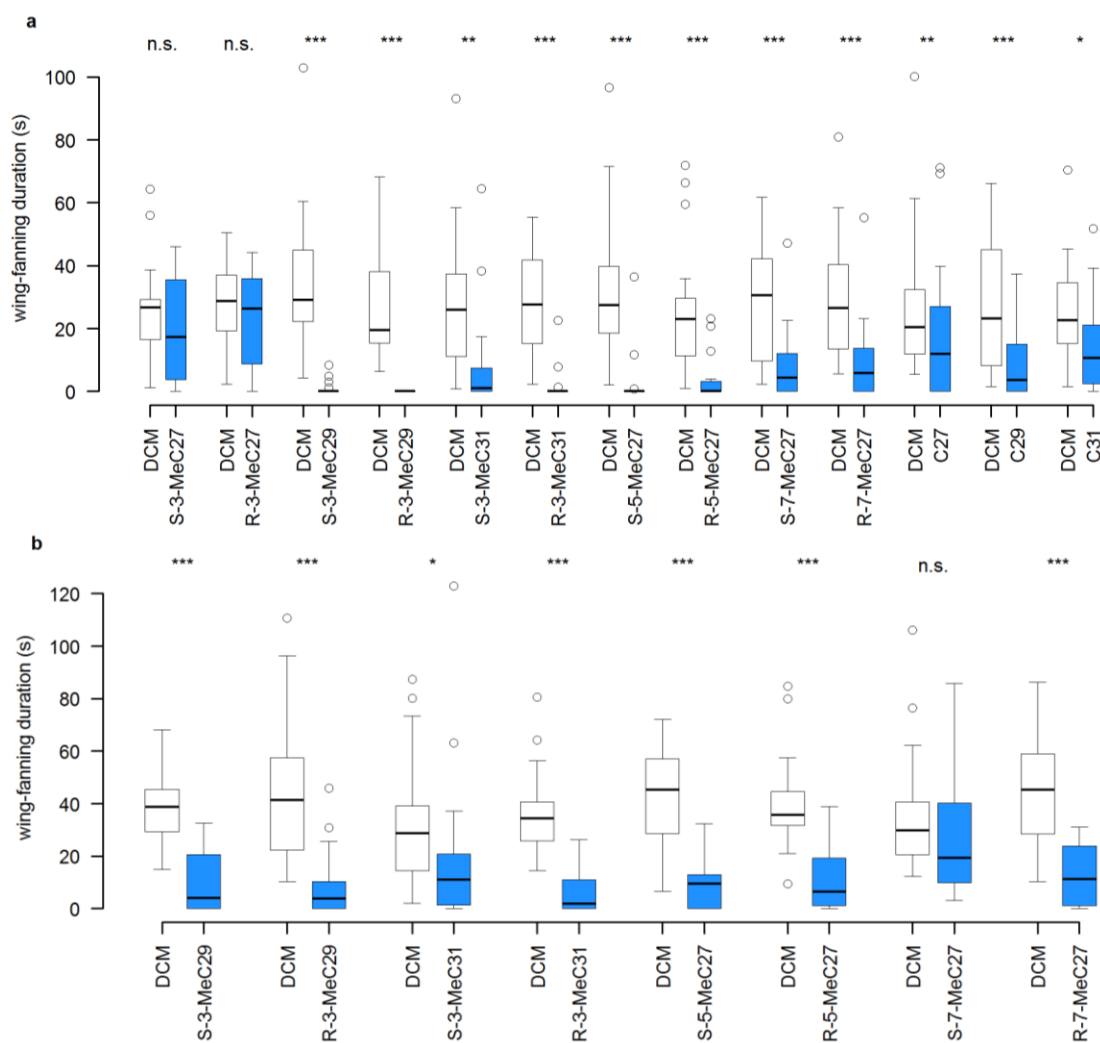 a
n.s. n.s. *** *** ** *** *** *** *** *** ** *** *
wing-fanning duration (s)
100
80
60
40
20
0
DCM
S-3-MeC27
DCM
R-3-MeC27
DCM
S-3-MeC29
DCM
R-3-MeC29
DCM
S-3-MeC31
DCM
R-3-MeC31
DCM
S-5-MeC27
DCM
R-5-MeC27
DCM
S-7-MeC27
DCM
R-7-MeC27
DCM
C27
DCM
C29
DCM
C31
b
*** *** * *** *** *** n.s. ***
wing-fanning duration (s)
120
100
80
60
40
20
0
DCM
S-3-MeC29
DCM
R-3-MeC29
DCM
S-3-MeC31
DCM
R-3-MeC31
DCM
S-5-MeC27
DCM
R-5-MeC27
DCM
S-7-MeC27
DCM
R-7-MeC27